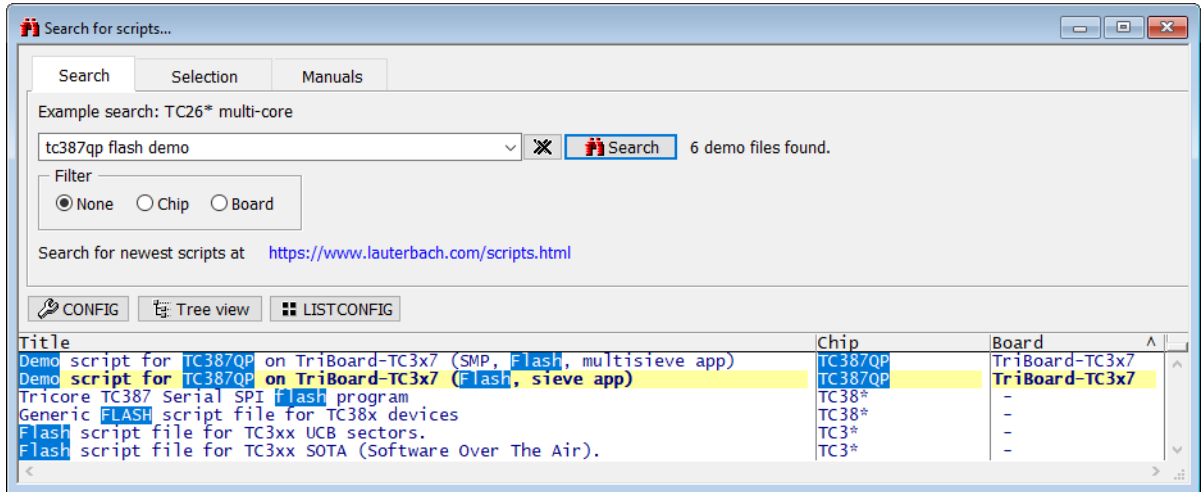 Search for scripts...
Search Selection Manuals
Example search: TC26* multi-core
tc387qp flash demo Search 6 demo files found.
Filter
None Chip Board
Search for newest scripts at https://www.lauterbach.com/scripts.html
CONFIG Tree view LISTCONFIG
Title Chip Board
Demo script for TC387QP on TriBoard-TC3x7 (SMP, Flash, multisieve app) TC387QP TriBoard-TC3x7
Demo script for TC387QP on TriBoard-TC3x7 (Flash, sieve app) TC387QP TriBoard-TC3x7
Tricore TC387 Serial SPI flash program TC38* -
Generic FLASH script file for TC38x devices TC38* -
Flash script file for TC3xx UCB sectors. TC3* -
Flash script file for TC3xx SOTA (Software Over The Air). TC3* -